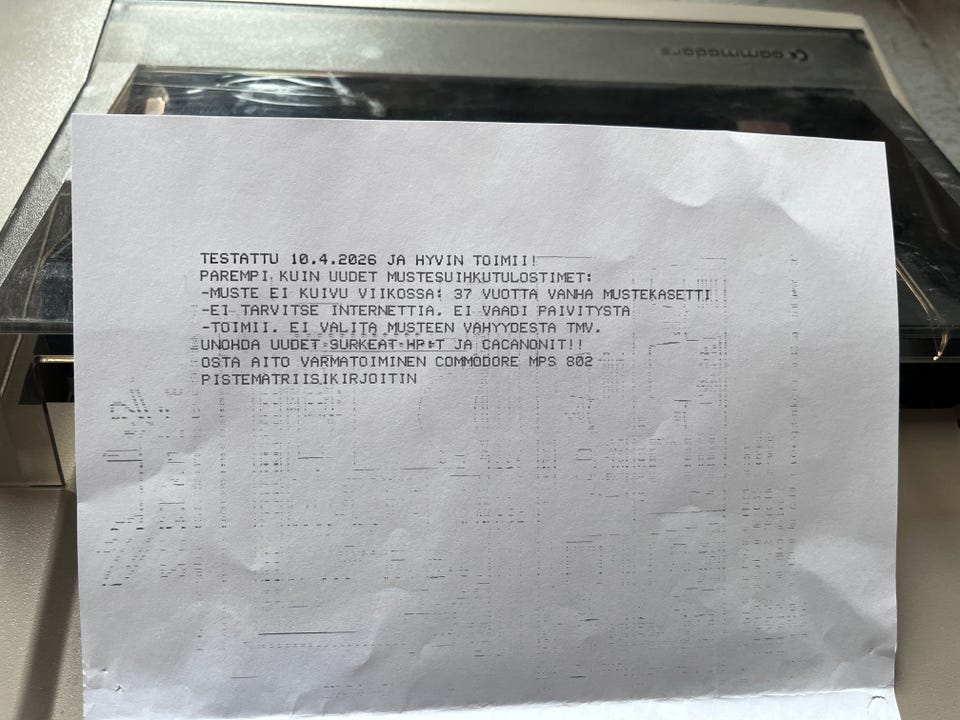 commodore
TESTATTU 10.4.2026 JA HYVIN TOIMII!
PAREMPI KUIN UUDET MUSTESUIHKUTULOSTIMET:
-MUSTE EI KUIVU VIIKOSSA: 37 VUOTTA VANHA MUSTEKASETTI
-EI TARVITSE INTERNETTIA. EI VAADI PAIVITYSTA
-TOIMII. EI VALITA MUSTEEN VAHYYDESTA TMV.
UNOHDA UUDET SURKEAT HP:T JA CACANONIT!!
OSTA AITO VARMATOIMINEN COMMODORE MPS 802
PISTEMATRIISIKIRJOITIN